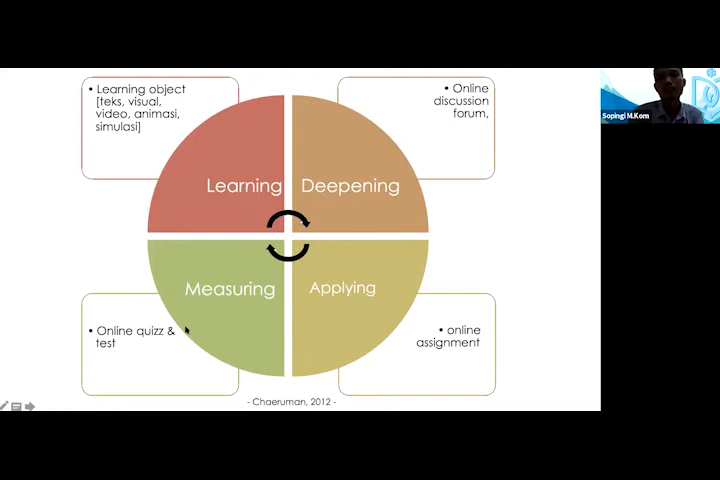 • Learning object
[teks, visual,
video, animasi,
simulasi]
• Online
discussion
forum,
Sopingi M.Kom
Learning
Deepening
Measuring
Applying
• Online quizz &
test
• online
assignment
- Chaeruman, 2012 -